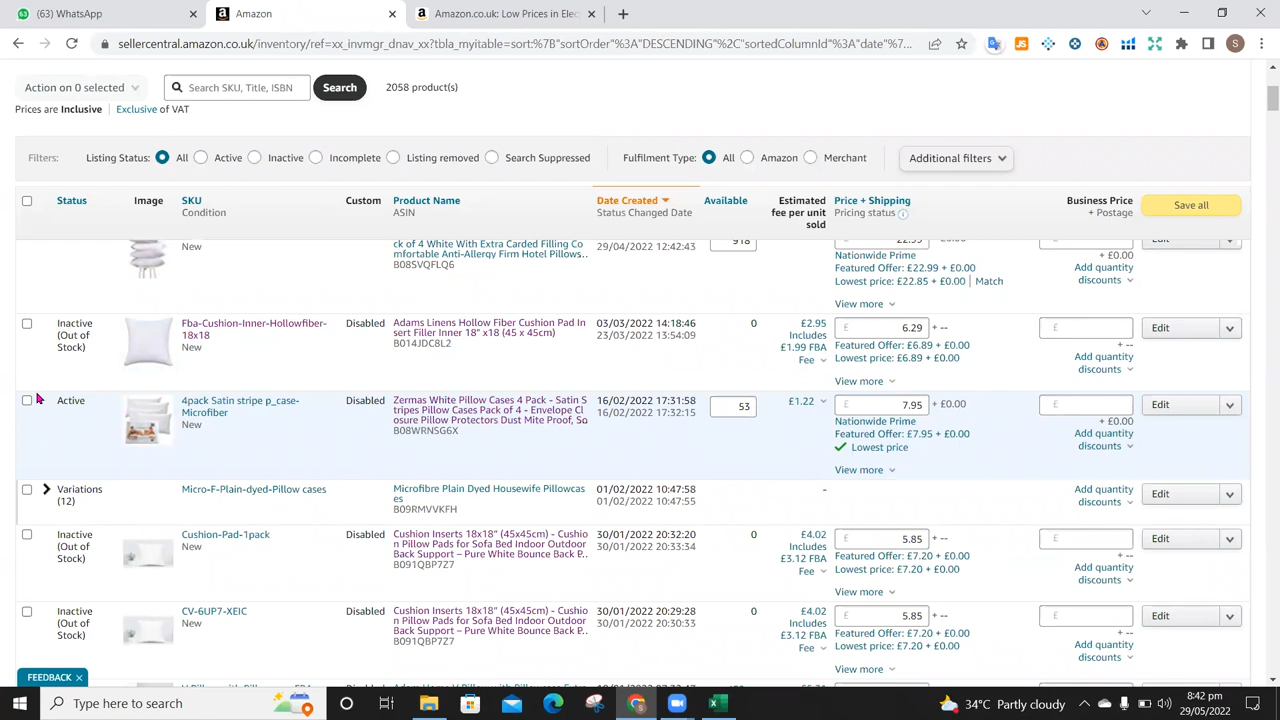 (63) WhatsApp
Amazon
Amazon.co.uk: Low Prices in Elec
sellercentral.amazon.co.uk/inventory/ref=xx_invmgr_dnav_xx?tbla_myitable=sort:%7B"sortOrder"%3A"DESCENDING"%2C"sortedColumnId"%3A"date"%7...
JS
S
Action on 0 selected
Search SKU, Title, ISBN
Search
2058 product(s)
Prices are Inclusive | Exclusive of VAT
Filters: Listing Status: All Active Inactive Incomplete Listing removed Search Suppressed Fulfilment Type: All Amazon Merchant Additional filters
Status Image SKU Custom Product Name Date Created Available Estimated fee per unit sold Price + Shipping Business Price Save all
Condition ASIN Status Changed Date Pricing status + Postage
New
ck of 4 White With Extra Carded Filling Co
mfortable Anti-Allergy Firm Hotel Pillows...
B08SVQFLQ6
29/04/2022 12:42:43
918
22.99 + £0.00
Nationwide Prime
Featured Offer: £22.99 + £0.00
Lowest price: £22.85 + £0.00 | Match
View more
Edit
+ £0.00
Add quantity
discounts
Inactive
(Out of
Stock)
Fba-Cushion-Inner-Hollowfiber-
18x18
New
Disabled
Adams Linens Hollow Fiber Cushion Pad In
sert Filler Inner 18" x18 (45 x 45cm)
B014JDC8L2
03/03/2022 14:18:46
23/03/2022 13:54:09
0
£2.95
Includes
£1.99 FBA
Fee
£ 6.29 + --
Featured Offer: £6.89 + £0.00
Lowest price: £6.89 + £0.00
View more
£
+ --
Add quantity
discounts
Edit
Active
4pack Satin stripe p_case-
Microfiber
New
Disabled
Zermas White Pillow Cases 4 Pack - Satin S
tripes Pillow Cases Pack of 4 - Envelope Cl
osure Pillow Protectors Dust Mite Proof, So
B08WRNSG6X
16/02/2022 17:31:58
16/02/2022 17:32:15
53
£1.22
£ 7.95 + £0.00
Nationwide Prime
Featured Offer: £7.95 + £0.00
Lowest price
View more
£
+ £0.00
Add quantity
discounts
Edit
Variations
(12)
Micro-F-Plain-dyed-Pillow cases
Microfibre Plain Dyed Housewife Pillowcas
es
B09RMVVKFH
01/02/2022 10:47:58
01/02/2022 10:47:55
-
Add quantity
discounts
Edit
Inactive
(Out of
Stock)
Cushion-Pad-1pack
New
Disabled
Cushion Inserts 18x18" (45x45cm) - Cushio
n Pillow Pads for Sofa Bed Indoor Outdoor
Back Support – Pure White Bounce Back P...
B091QBP7Z7
30/01/2022 20:32:20
30/01/2022 20:33:34
0
£4.02
Includes
£3.12 FBA
Fee
£ 5.85 + --
Featured Offer: £7.20 + £0.00
Lowest price: £7.20 + £0.00
View more
£
+ --
Add quantity
discounts
Edit
Inactive
(Out of
Stock)
CV-6UP7-XEIC
New
Disabled
Cushion Inserts 18x18" (45x45cm) - Cushio
n Pillow Pads for Sofa Bed Indoor Outdoor
Back Support – Pure White Bounce Back P...
B091QBP7Z7
30/01/2022 20:29:28
30/01/2022 20:30:33
0
£4.02
Includes
£3.12 FBA
Fee
£ 5.85 + --
Featured Offer: £7.20 + £0.00
Lowest price: £7.20 + £0.00
View more
£
+ --
Add quantity
discounts
Edit
FEEDBACK
Type here to search
34°C Partly cloudy
8:42 pm
29/05/2022